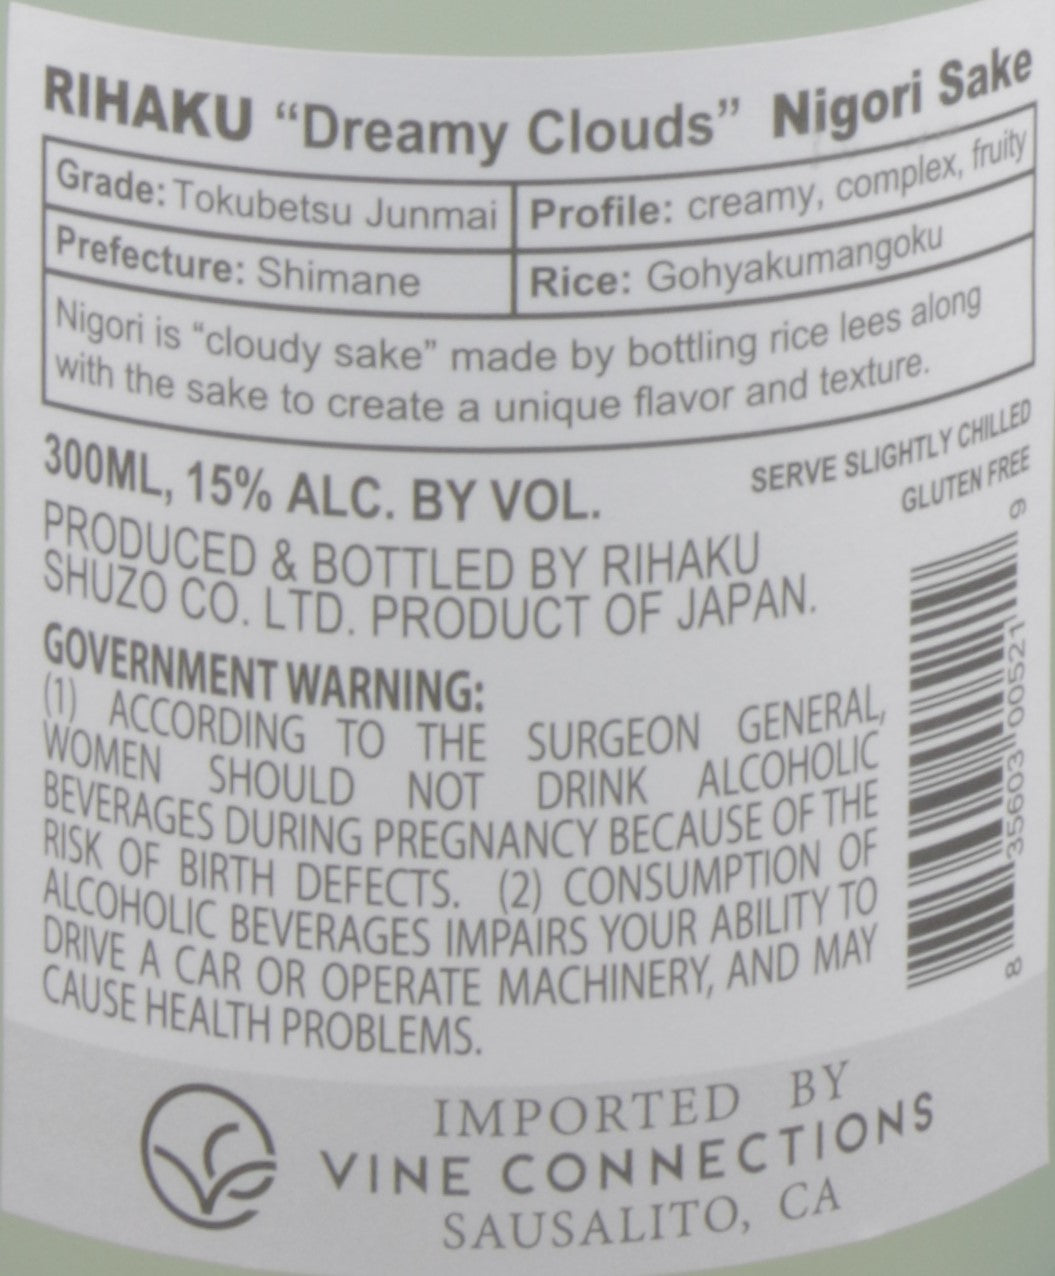 RIHAKU “Dreamy Clouds” Nigori Sake
Grade: Tokubetsu Junmai
Profile: creamy, complex, fruity
Prefecture: Shimane
Rice: Gohyakumangoku
Nigori is “cloudy sake” made by bottling rice lees along
with the sake to create a unique flavor and texture.
300ML, 15% ALC. BY VOL.
SERVE SLIGHTLY CHILLED
GLUTEN FREE
PRODUCED & BOTTLED BY RIHAKU
SHUZO CO. LTD. PRODUCT OF JAPAN.
GOVERNMENT WARNING:
(1) ACCORDING TO THE SURGEON GENERAL,
WOMEN SHOULD NOT DRINK ALCOHOLIC
BEVERAGES DURING PREGNANCY BECAUSE OF THE
RISK OF BIRTH DEFECTS. (2) CONSUMPTION OF
ALCOHOLIC BEVERAGES IMPAIRS YOUR ABILITY TO
DRIVE A CAR OR OPERATE MACHINERY, AND MAY
CAUSE HEALTH PROBLEMS.
8 35603 00521 9
IMPORTED BY
VINE CONNECTIONS
SAUSALITO, CA